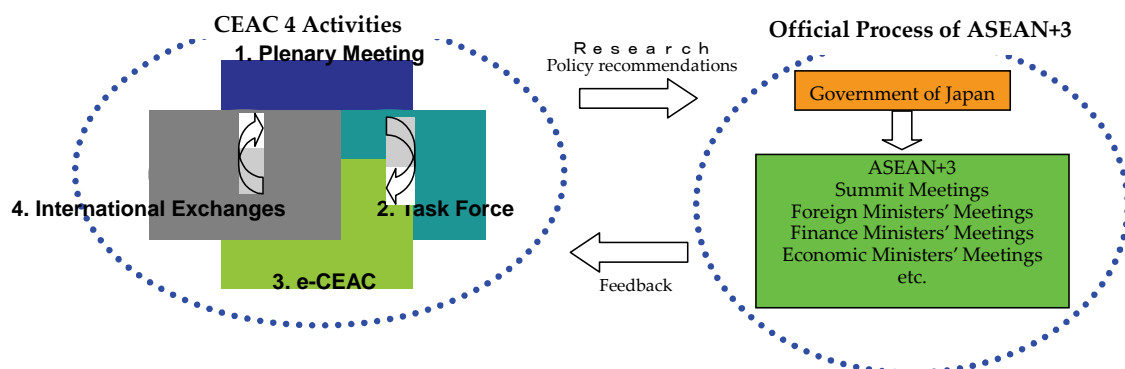 CEAC 4 Activities
1. Plenary Meeting
4. International Exchanges
2. Task Force
3. e-CEAC
Research
Policy recommendations
Feedback
Official Process of ASEAN+3
Government of Japan
ASEAN+3
Summit Meetings
Foreign Ministers' Meetings
Finance Ministers' Meetings
Economic Ministers' Meetings
etc.